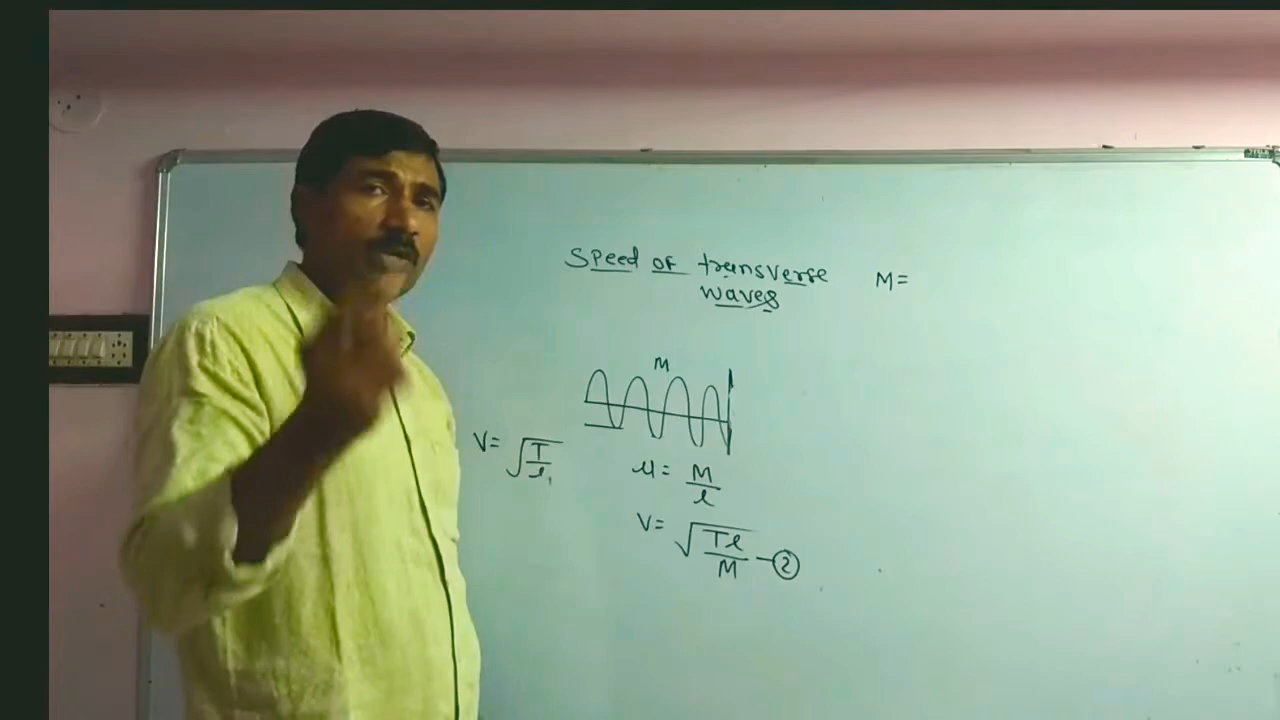 Speed of transverse
waves
M=
M
V= √T/μ
μ= M/l
V= √Tl/M —②